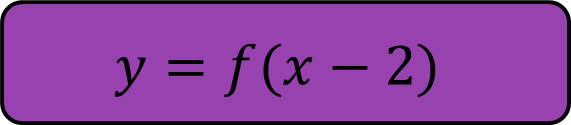 y = f(x − 2)